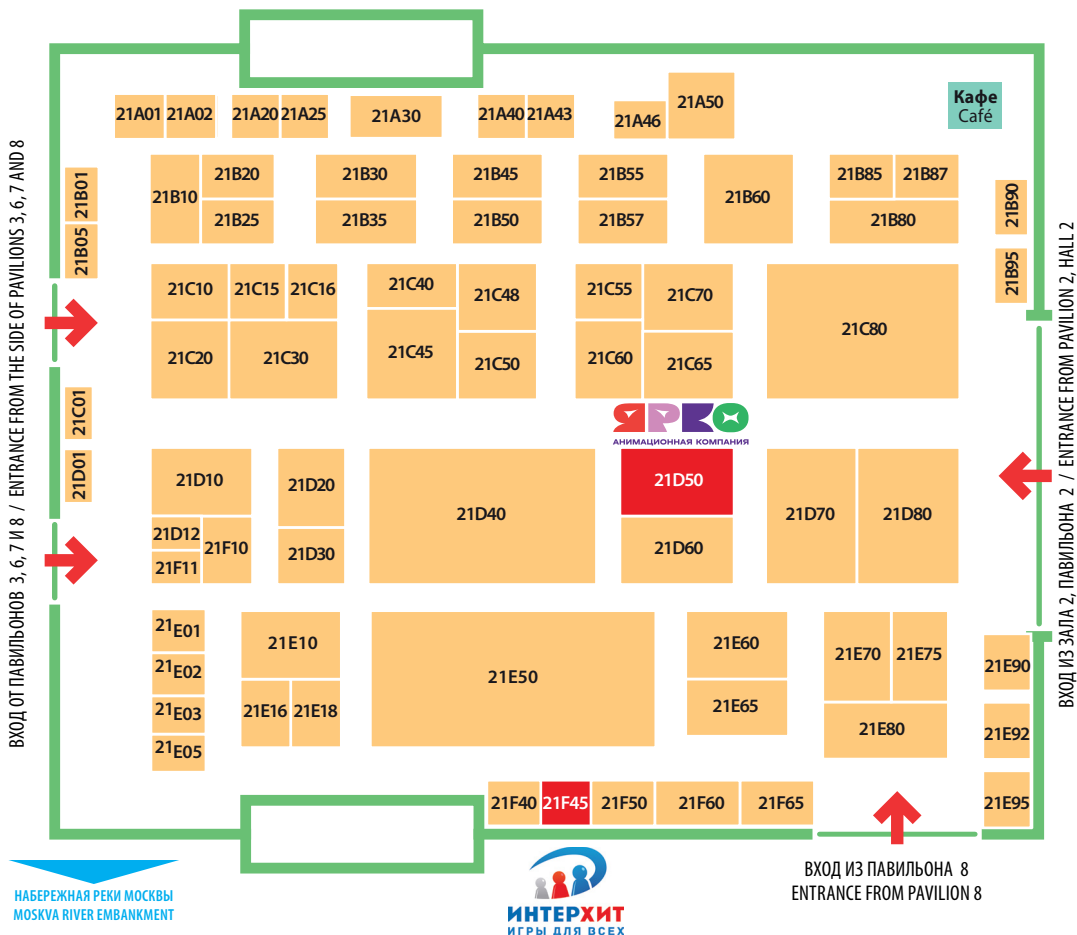 Кафе
Café
21A01
21A02
21A20
21A25
21A30
21A40
21A43
21A46
21A50
21B01
21B05
21B10
21B20
21B25
21B30
21B35
21B45
21B50
21B55
21B57
21B60
21B85
21B87
21B80
21B90
21B95
21C10
21C15
21C16
21C20
21C30
21C40
21C45
21C48
21C50
21C55
21C60
21C70
21C65
21C80
21C01
21D01
ЯРКО
АНИМАЦИОННАЯ КОМПАНИЯ
21D10
21D12
21F11
21F10
21D20
21D30
21D40
21D50
21D60
21D70
21D80
21E01
21E02
21E03
21E05
21E10
21E16
21E18
21E50
21E60
21E65
21E70
21E75
21E80
21E90
21E92
21E95
21F40
21F45
21F50
21F60
21F65
ВХОД ОТ ПАВИЛЬОНОВ 3, 6, 7 И 8 / ENTRANCE FROM THE SIDE OF PAVILIONS 3, 6, 7 AND 8
ВХОД ИЗ ЗАЛА 2, ПАВИЛЬОНА 2 / ENTRANCE FROM PAVILION 2, HALL 2
ВХОД ИЗ ПАВИЛЬОНА 8
ENTRANCE FROM PAVILION 8
НАБЕРЕЖНАЯ РЕКИ МОСКВЫ
MOSKVA RIVER EMBANKMENT
ИНТЕРХИТ
ИГРЫ ДЛЯ ВСЕХ